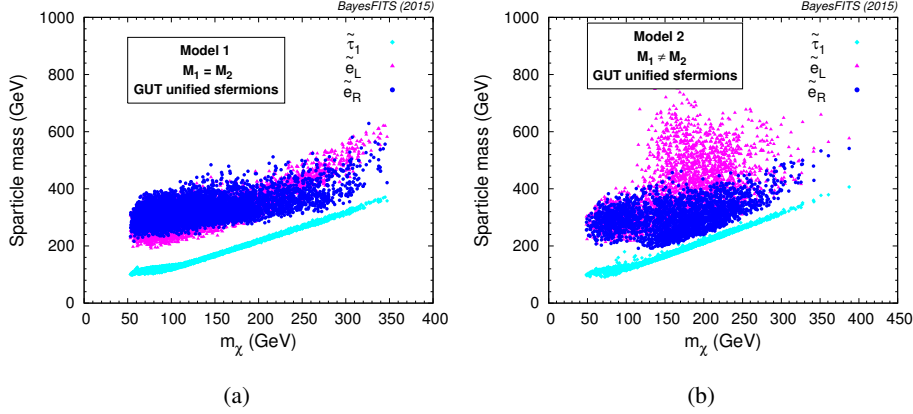 BayesFITS (2015)
1000
800
600
400
200
0
0 50 100 150 200 250 300 350 400
Sparticle mass (GeV)
mχ (GeV)
Model 1
M1 = M2
GUT unified sfermions
τ̃1
ẽL
ẽR
(a)
BayesFITS (2015)
1000
800
600
400
200
0
0 50 100 150 200 250 300 350 400 450
Sparticle mass (GeV)
mχ (GeV)
Model 2
M1 ≠ M2
GUT unified sfermions
τ̃1
ẽL
ẽR
(b)